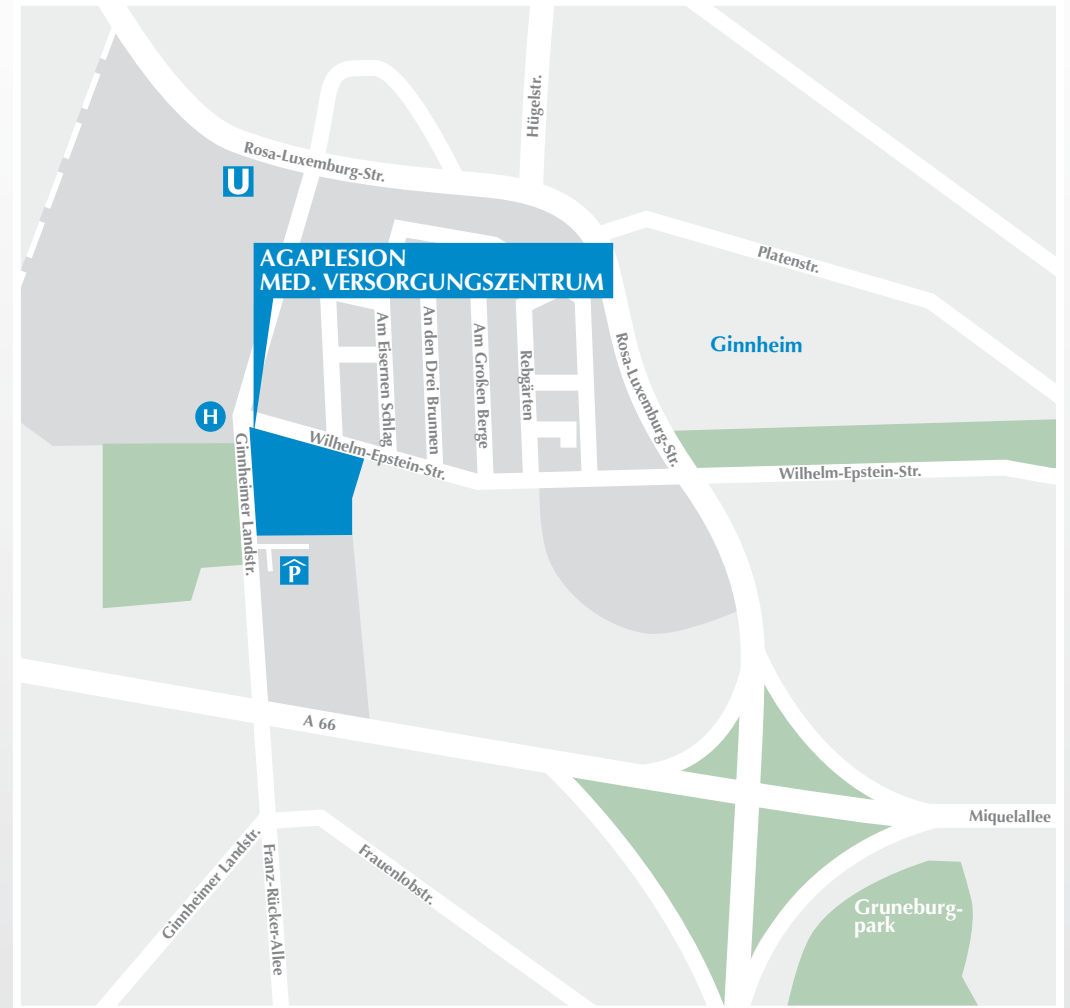 Hügelstr.
Rosa-Luxemburg-Str.
U
AGAPLESION
MED. VERSORGUNGSZENTRUM
Platenstr.
Ginnheim
Am Eisernen Schlag
An den Drei Brunnen
Am Großen Berge
Rebgärten
Rosa-Luxemburg-Str.
H
Ginnheimer Landstr.
Wilhelm-Epstein-Str.
Wilhelm-Epstein-Str.
P
A 66
Miquelallee
Ginnheimer Landstr.
Franz-Rücker-Allee
Frauenlobstr.
Gruneburg-
park